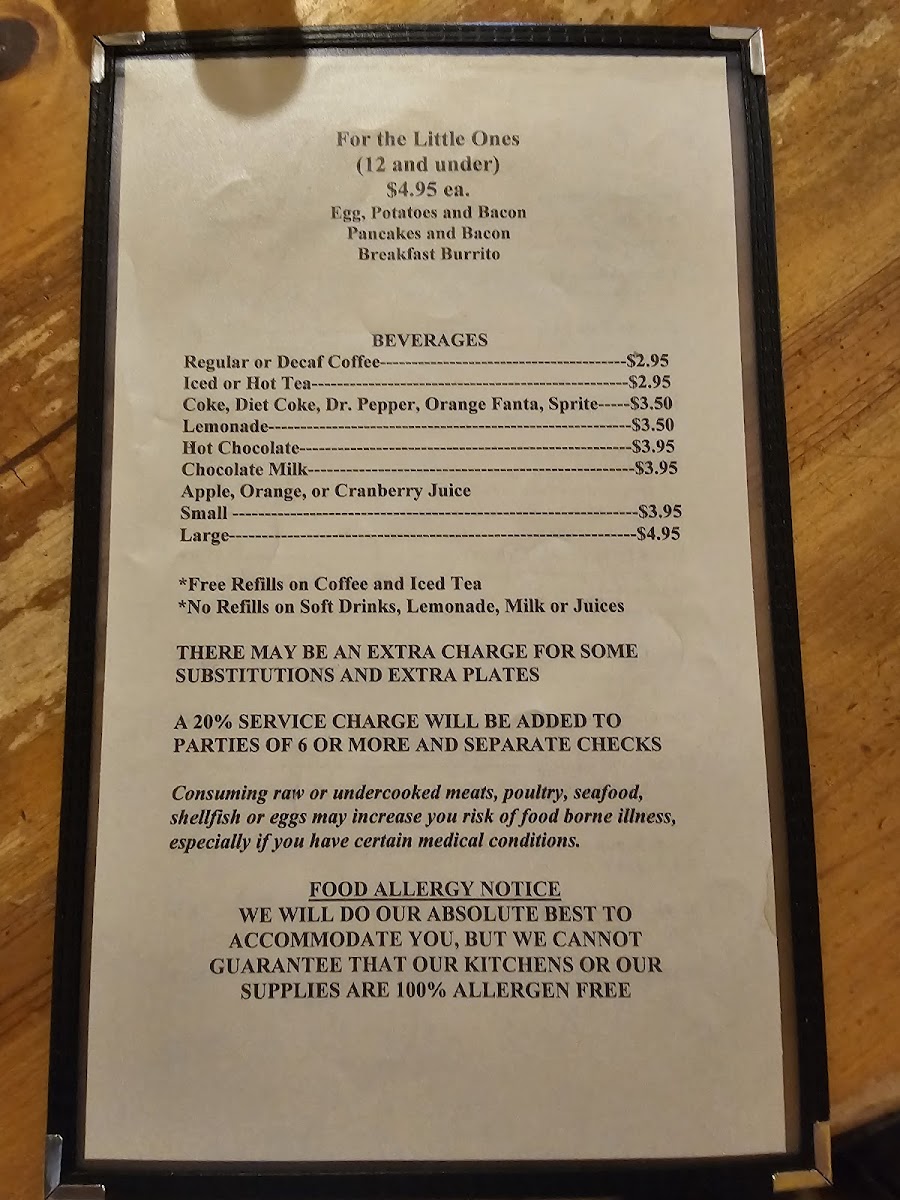 For the Little Ones
(12 and under)
$4.95 ea.
Egg, Potatoes and Bacon
Pancakes and Bacon
Breakfast Burrito
BEVERAGES
Regular or Decaf Coffee--------------------------------------$2.95
Iced or Hot Tea-------------------------------------------------$2.95
Coke, Diet Coke, Dr. Pepper, Orange Fanta, Sprite-----$3.50
Lemonade--------------------------------------------------------$3.50
Hot Chocolate---------------------------------------------------$3.95
Chocolate Milk--------------------------------------------------$3.95
Apple, Orange, or Cranberry Juice
Small ---------------------------------------------------------------$3.95
Large---------------------------------------------------------------$4.95
*Free Refills on Coffee and Iced Tea
*No Refills on Soft Drinks, Lemonade, Milk or Juices
THERE MAY BE AN EXTRA CHARGE FOR SOME
SUBSTITUTIONS AND EXTRA PLATES
A 20% SERVICE CHARGE WILL BE ADDED TO
PARTIES OF 6 OR MORE AND SEPARATE CHECKS
Consuming raw or undercooked meats, poultry, seafood,
shellfish or eggs may increase you risk of food borne illness,
especially if you have certain medical conditions.
FOOD ALLERGY NOTICE
WE WILL DO OUR ABSOLUTE BEST TO
ACCOMMODATE YOU, BUT WE CANNOT
GUARANTEE THAT OUR KITCHENS OR OUR
SUPPLIES ARE 100% ALLERGEN FREE